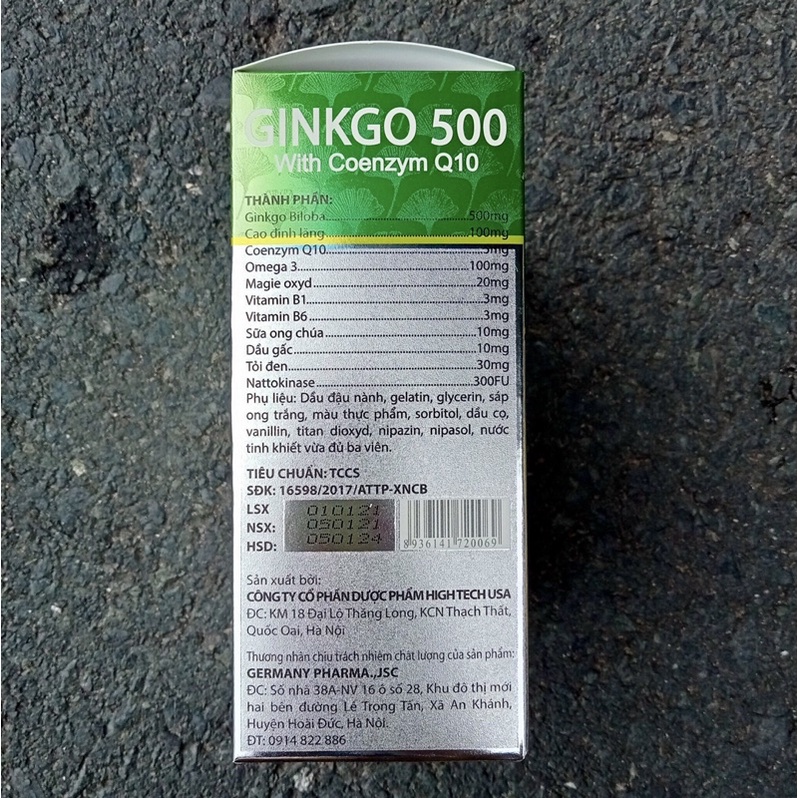 GINKGO 500
With Coenzym Q10
THÀNH PHẦN:
Ginkgo Biloba 500mg
Cao đinh lăng 100mg
Coenzym Q10 5mg
Omega 3 100mg
Magie oxyd 20mg
Vitamin B1 3mg
Vitamin B6 3mg
Sữa ong chúa 10mg
Dầu gấc 10mg
Tỏi đen 30mg
Nattokinase 300FU
Phụ liệu: Dầu đậu nành, gelatin, glycerin, sáp
ong trắng, màu thực phẩm, sorbitol, dầu cọ,
vanillin, titan dioxyd, nipazin, nipasol, nước
tinh khiết vừa đủ ba viên.
TIÊU CHUẨN: TCCS
SĐK: 16598/2017/ATTP-XNCB
LSX 010121
NSX: 050121
HSD: 050124
8936141720069
Sản xuất bởi:
CÔNG TY CỔ PHẦN DƯỢC PHẨM HIGH TECH USA
ĐC: KM 18 Đại Lộ Thăng Long, KCN Thạch Thất,
Quốc Oai, Hà Nội
Thương nhân chịu trách nhiệm chất lượng của sản phẩm:
GERMANY PHARMA.,JSC
ĐC: Số nhà 38A-NV 16 ô số 28, Khu đô thị mới
hai bên đường Lê Trọng Tấn, Xã An Khánh,
Huyện Hoài Đức, Hà Nội.
ĐT: 0914 822 886